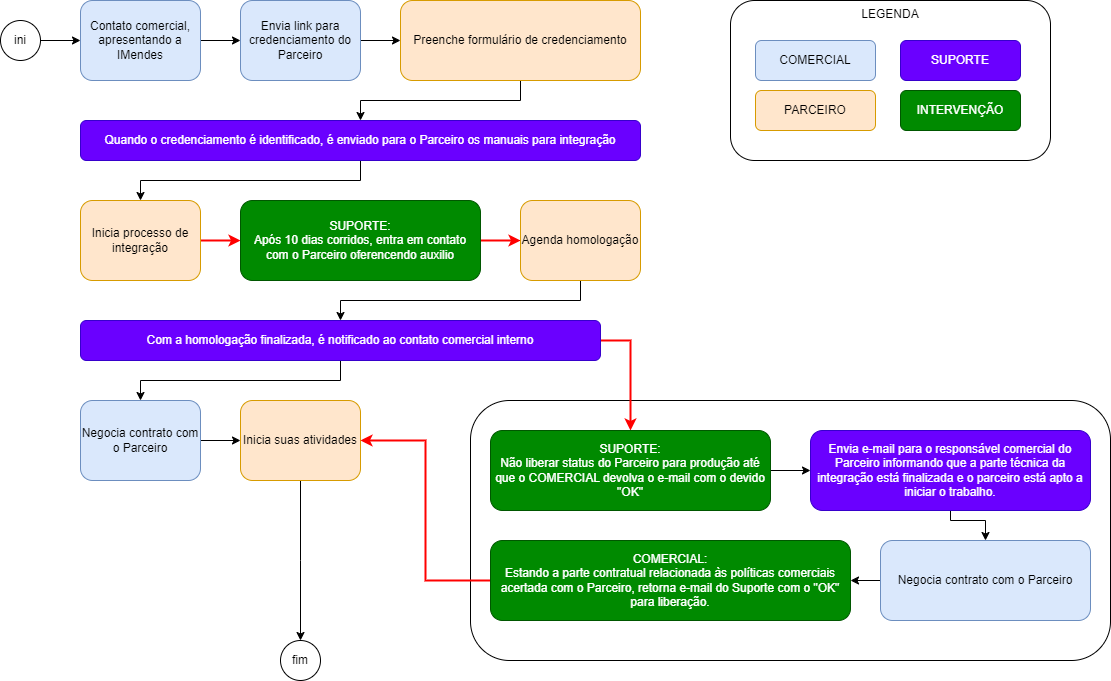 ini
Contato comercial,
apresentando a
IMendes
Envia link para
credenciamento do
Parceiro
Preenche formulário de credenciamento
LEGENDA
COMERCIAL
SUPORTE
PARCEIRO
INTERVENÇÃO
Quando o credenciamento é identificado, é enviado para o Parceiro os manuais para integração
Inicia processo de
integração
SUPORTE:
Após 10 dias corridos, entra em contato
com o Parceiro oferencendo auxilio
Agenda homologação
Com a homologação finalizada, é notificado ao contato comercial interno
Negocia contrato com
o Parceiro
Inicia suas atividades
SUPORTE:
Não liberar status do Parceiro para produção até
que o COMERCIAL devolva o e-mail com o devido
"OK"
Envia e-mail para o responsável comercial do
Parceiro informando que a parte técnica da
integração está finalizada e o parceiro está apto a
iniciar o trabalho.
COMERCIAL:
Estando a parte contratual relacionada às políticas comerciais
acertada com o Parceiro, retorna e-mail do Suporte com o "OK"
para liberação.
Negocia contrato com o Parceiro
fim